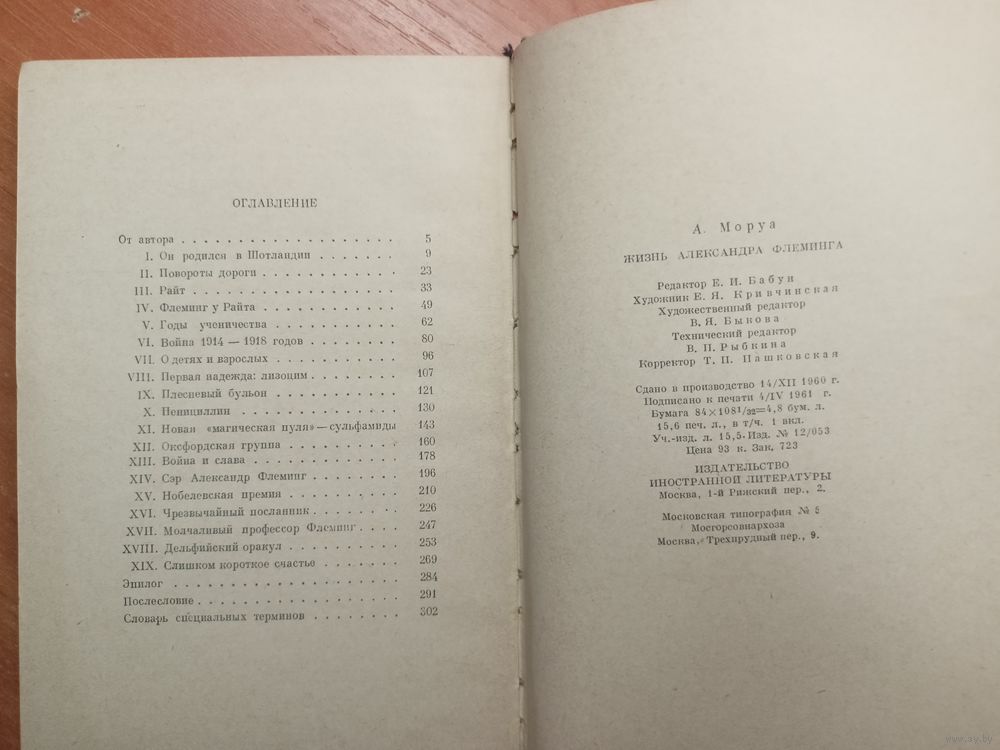 ОГЛАВЛЕНИЕ
От автора . . . . . . . . . . . . . . . . . . . 5
I. Он родился в Шотландии . . . . . . . 9
II. Повороты дороги . . . . . . . . . . . . 23
III. Райт . . . . . . . . . . . . . . . . . . 33
IV. Флеминг у Райта . . . . . . . . . . . . 49
V. Годы ученичества . . . . . . . . . . . 62
VI. Война 1914 — 1918 годов . . . . . . . . 80
VII. О детях и взрослых . . . . . . . . . . . 96
VIII. Первая надежда: лизоцим . . . . . . . . 107
IX. Плесневый бульон . . . . . . . . . . . 121
X. Пенициллин . . . . . . . . . . . . . . 130
XI. Новая «магическая пуля» — сульфамиды 143
XII. Оксфордская группа . . . . . . . . . . 160
XIII. Война и слава . . . . . . . . . . . . . 178
XIV. Сэр Александр Флеминг . . . . . . . . 196
XV. Нобелевская премия . . . . . . . . . . 210
XVI. Чрезвычайный посланник . . . . . . . . 226
XVII. Молчаливый профессор Флеминг . . . . 247
XVIII. Дельфийский оракул . . . . . . . . . . 253
XIX. Слишком короткое счастье . . . . . . . 269
Эпилог . . . . . . . . . . . . . . . . . . . . 284
Послесловие . . . . . . . . . . . . . . . . . . 291
Словарь специальных терминов . . . . . . . . 302
А. Моруа
ЖИЗНЬ АЛЕКСАНДРА ФЛЕМИНГА
Редактор Е. И. Бабун
Художник Е. Я. Кривчинская
Художественный редактор
В. Я. Быкова
Технический редактор
В. П. Рыбкина
Корректор Т. П. Пашковская
Сдано в производство 14/XII 1960 г.
Подписано к печати 4/IV 1961 г.
Бумага 84×108 1/32=4,8 бум. л.
15,6 печ. л., в т/ч. 1 вкл.
Уч.-изд. л. 15,5. Изд. № 12/053
Цена 93 к. Зак. 723
ИЗДАТЕЛЬСТВО
ИНОСТРАННОЙ ЛИТЕРАТУРЫ
Москва, 1-й Рижский пер., 2.
Московская типография № 5
Мосгорсовнархоза
Москва, Трехпрудный пер., 9.
www.ay.by